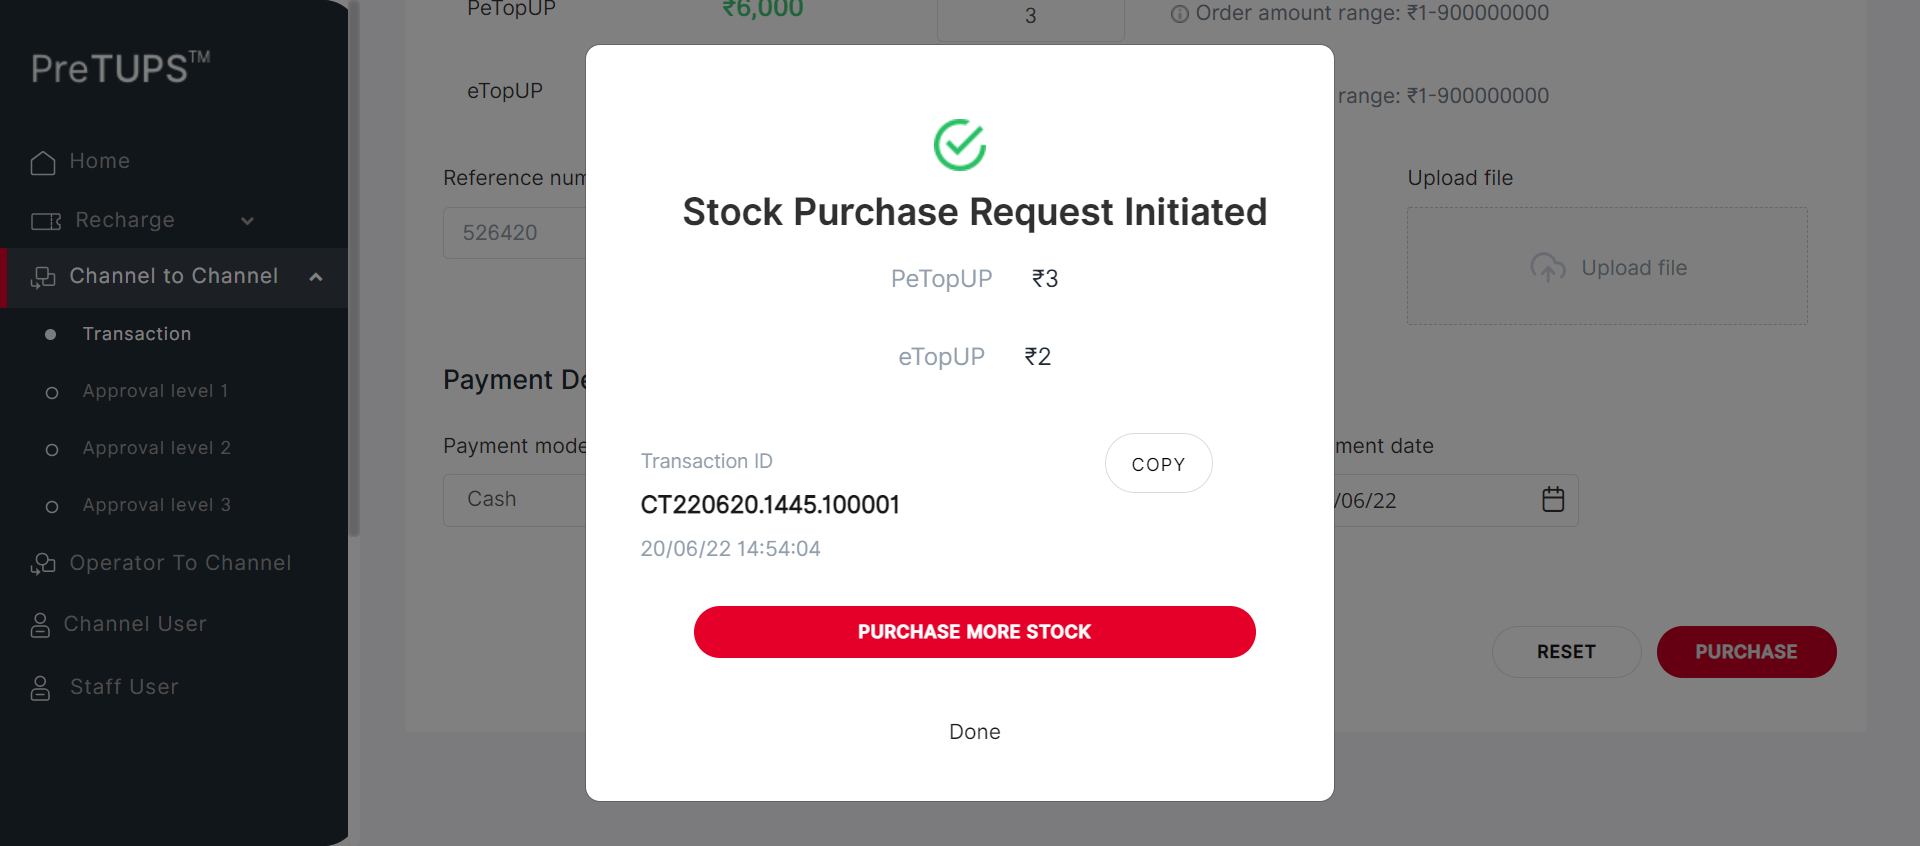 PreTUPS™
Home
Recharge
Channel to Channel
Transaction
Approval level 1
Approval level 2
Approval level 3
Operator To Channel
Channel User
Staff User
PeTopUP ₹6,000 3 Order amount range: ₹1-900000000
eTopUP range: ₹1-900000000
Reference num
526420
Upload file
Upload file
Payment De
Payment mode
Cash
ment date
/06/22
RESET
PURCHASE
Stock Purchase Request Initiated
PeTopUP ₹3
eTopUP ₹2
Transaction ID
CT220620.1445.100001
20/06/22 14:54:04
COPY
PURCHASE MORE STOCK
Done